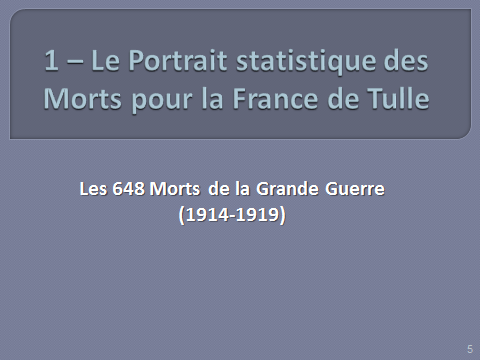 1 – Le Portrait statistique des
Morts pour la France de Tulle
Les 648 Morts de la Grande Guerre
(1914-1919)
5